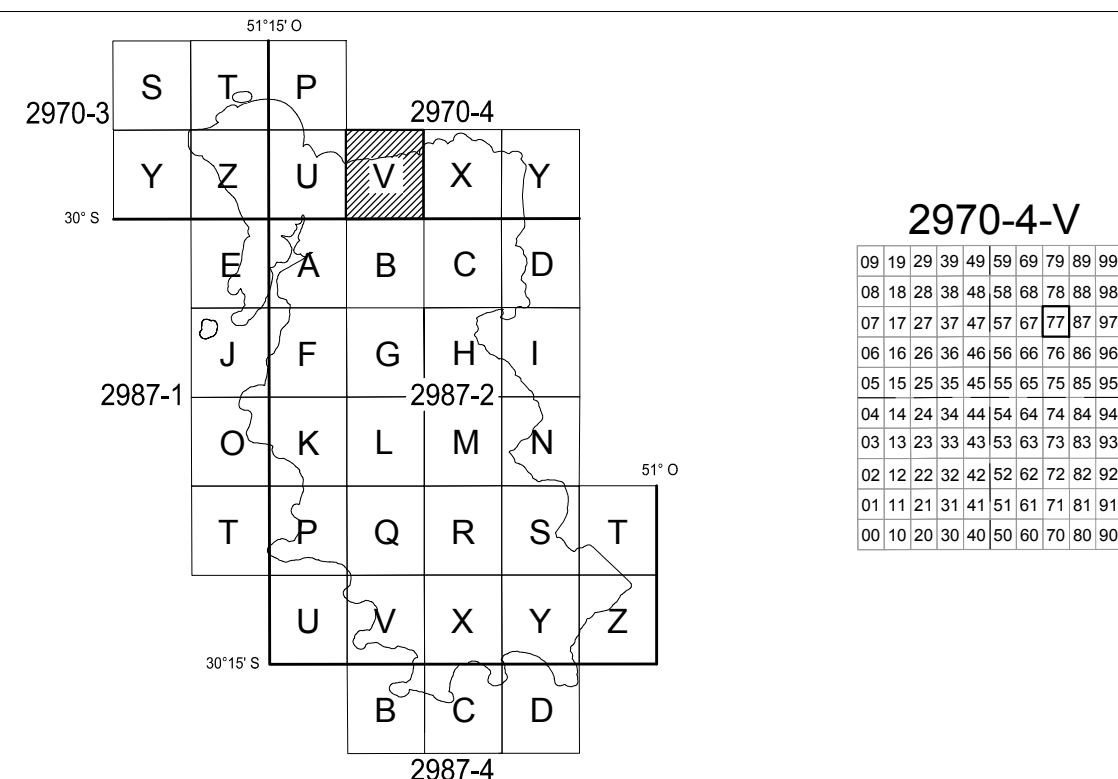 51°15' O
S T P
2970-3
2970-4
Y Z U V X Y
30° S
E A B C D
J F G H I
2987-1
2987-2
O K L M N
51° O
T P Q R S T
U V X Y Z
30°15' S
B C D
2987-4
2970-4-V
09 19 29 39 49 59 69 79 89 99
08 18 28 38 48 58 68 78 88 98
07 17 27 37 47 57 67 77 87 97
06 16 26 36 46 56 66 76 86 96
05 15 25 35 45 55 65 75 85 95
04 14 24 34 44 54 64 74 84 94
03 13 23 33 43 53 63 73 83 93
02 12 22 32 42 52 62 72 82 92
01 11 21 31 41 51 61 71 81 91
00 10 20 30 40 50 60 70 80 90